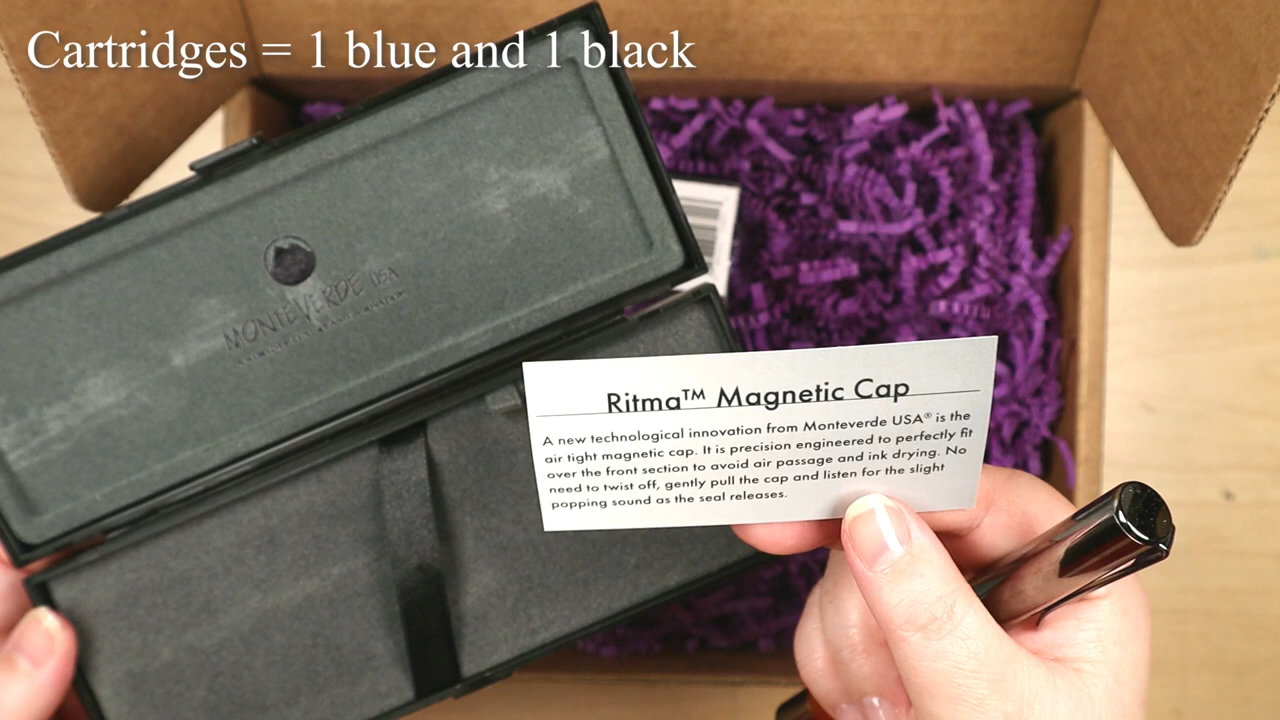 Cartridges = 1 blue and 1 black
MONTEVERDE USA
Ritma™ Magnetic Cap
A new technological innovation from Monteverde USA® is the
air tight magnetic cap. It is precision engineered to perfectly fit
over the front section to avoid air passage and ink drying. No
need to twist off, gently pull the cap and listen for the slight
popping sound as the seal releases.